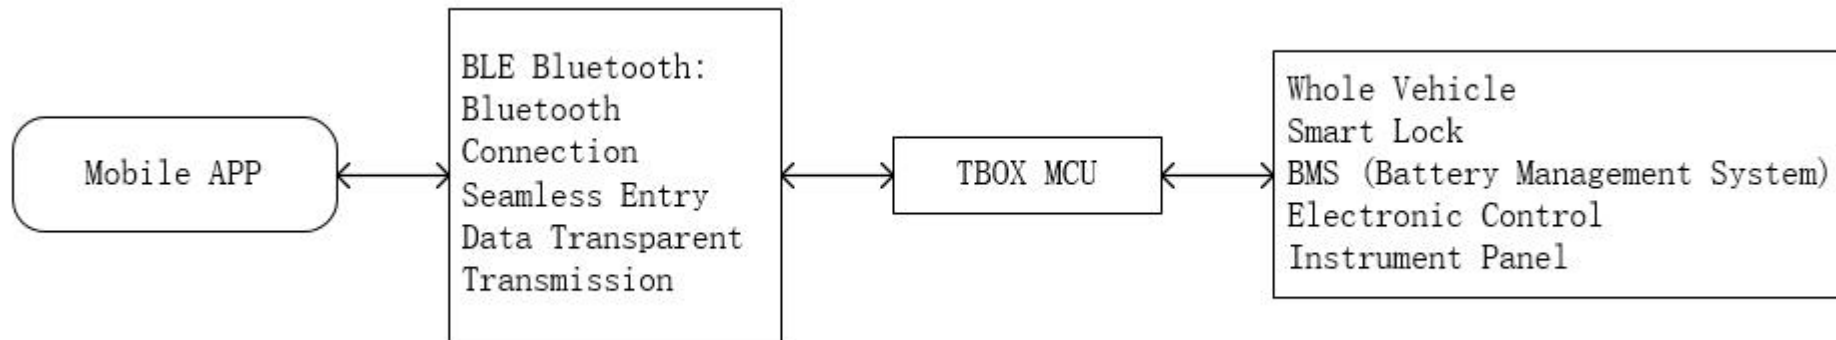 Mobile APP
BLE Bluetooth:
Bluetooth
Connection
Seamless Entry
Data Transparent
Transmission
TBOX MCU
Whole Vehicle
Smart Lock
BMS (Battery Management System)
Electronic Control
Instrument Panel